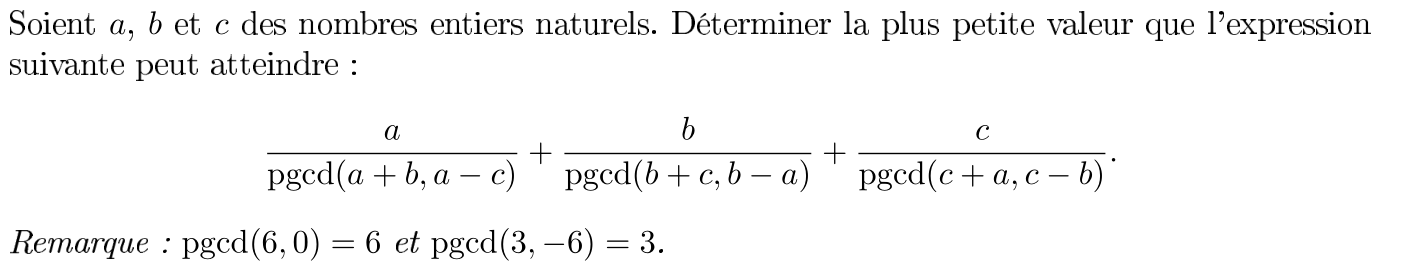 Soient a, b et c des nombres entiers naturels. Déterminer la plus petite valeur que l'expression
suivante peut atteindre :
a/pgcd(a + b, a − c) + b/pgcd(b + c, b − a) + c/pgcd(c + a, c − b).
Remarque : pgcd(6, 0) = 6 et pgcd(3, −6) = 3.